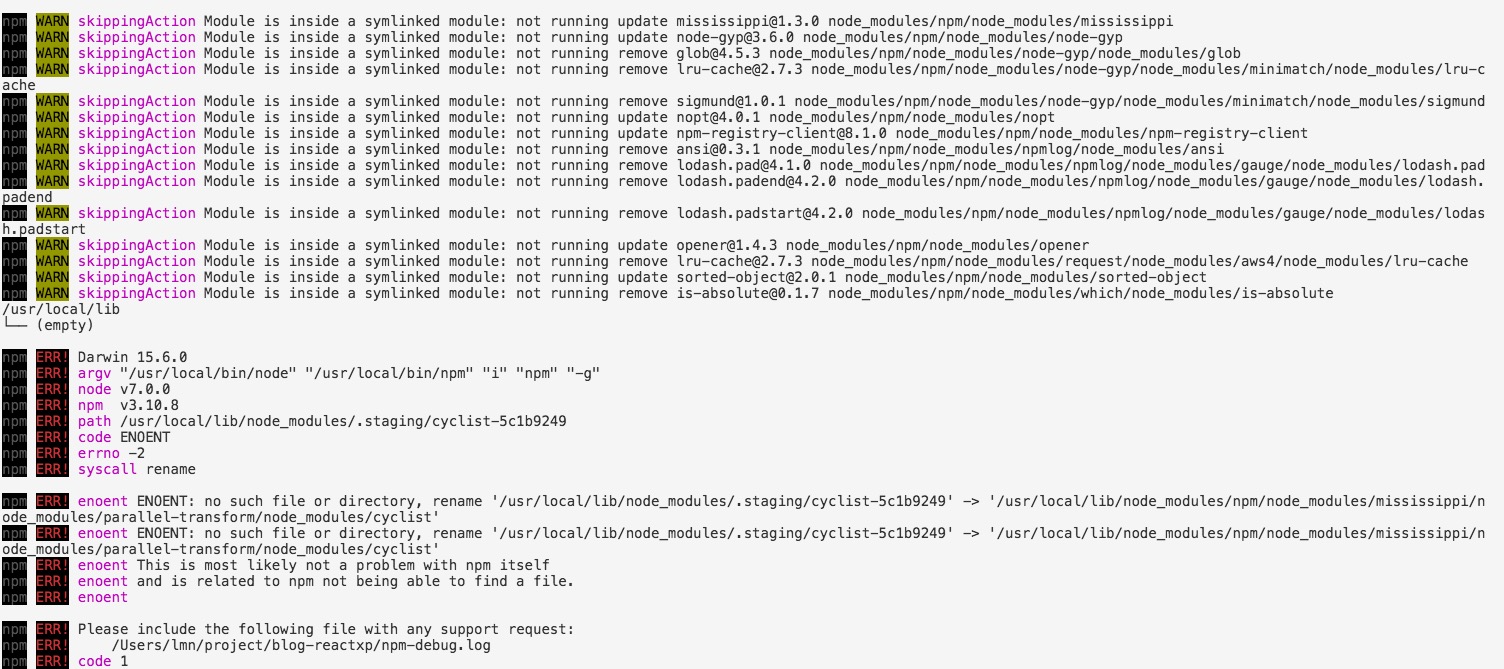 npm WARN skippingAction Module is inside a symlinked module: not running update mississippi@1.3.0 node_modules/npm/node_modules/mississippi
npm WARN skippingAction Module is inside a symlinked module: not running update node-gyp@3.6.0 node_modules/npm/node_modules/node-gyp
npm WARN skippingAction Module is inside a symlinked module: not running remove glob@4.5.3 node_modules/npm/node_modules/node-gyp/node_modules/glob
npm WARN skippingAction Module is inside a symlinked module: not running remove lru-cache@2.7.3 node_modules/npm/node_modules/node-gyp/node_modules/minimatch/node_modules/lru-c
ache
npm WARN skippingAction Module is inside a symlinked module: not running remove sigmund@1.0.1 node_modules/npm/node_modules/node-gyp/node_modules/minimatch/node_modules/sigmund
npm WARN skippingAction Module is inside a symlinked module: not running update nopt@4.0.1 node_modules/npm/node_modules/nopt
npm WARN skippingAction Module is inside a symlinked module: not running update npm-registry-client@8.1.0 node_modules/npm/node_modules/npm-registry-client
npm WARN skippingAction Module is inside a symlinked module: not running remove ansi@0.3.1 node_modules/npm/node_modules/npmlog/node_modules/ansi
npm WARN skippingAction Module is inside a symlinked module: not running remove lodash.pad@4.1.0 node_modules/npm/node_modules/npmlog/node_modules/gauge/node_modules/lodash.pad
npm WARN skippingAction Module is inside a symlinked module: not running remove lodash.padend@4.2.0 node_modules/npm/node_modules/npmlog/node_modules/gauge/node_modules/lodash.
padend
npm WARN skippingAction Module is inside a symlinked module: not running remove lodash.padstart@4.2.0 node_modules/npm/node_modules/npmlog/node_modules/gauge/node_modules/lodas
h.padstart
npm WARN skippingAction Module is inside a symlinked module: not running update opener@1.4.3 node_modules/npm/node_modules/opener
npm WARN skippingAction Module is inside a symlinked module: not running remove lru-cache@2.7.3 node_modules/npm/node_modules/request/node_modules/aws4/node_modules/lru-cache
npm WARN skippingAction Module is inside a symlinked module: not running update sorted-object@2.0.1 node_modules/npm/node_modules/sorted-object
npm WARN skippingAction Module is inside a symlinked module: not running remove is-absolute@0.1.7 node_modules/npm/node_modules/which/node_modules/is-absolute
/usr/local/lib
└── (empty)
npm ERR! Darwin 15.6.0
npm ERR! argv "/usr/local/bin/node" "/usr/local/bin/npm" "i" "npm" "-g"
npm ERR! node v7.0.0
npm ERR! npm  v3.10.8
npm ERR! path /usr/local/lib/node_modules/.staging/cyclist-5c1b9249
npm ERR! code ENOENT
npm ERR! errno -2
npm ERR! syscall rename
npm ERR! enoent ENOENT: no such file or directory, rename '/usr/local/lib/node_modules/.staging/cyclist-5c1b9249' -> '/usr/local/lib/node_modules/npm/node_modules/mississippi/n
ode_modules/parallel-transform/node_modules/cyclist'
npm ERR! enoent ENOENT: no such file or directory, rename '/usr/local/lib/node_modules/.staging/cyclist-5c1b9249' -> '/usr/local/lib/node_modules/npm/node_modules/mississippi/n
ode_modules/parallel-transform/node_modules/cyclist'
npm ERR! enoent This is most likely not a problem with npm itself
npm ERR! enoent and is related to npm not being able to find a file.
npm ERR! enoent
npm ERR! Please include the following file with any support request:
npm ERR!     /Users/lmn/project/blog-reactxp/npm-debug.log
npm ERR! code 1